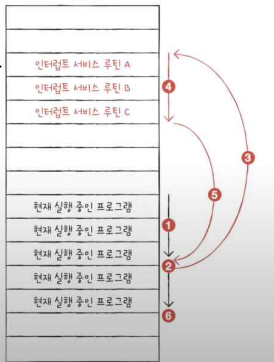 인터럽트 서비스 루틴 A
인터럽트 서비스 루틴 B
인터럽트 서비스 루틴 C
현재 실행 중인 프로그램
현재 실행 중인 프로그램
현재 실행 중인 프로그램
현재 실행 중인 프로그램
현재 실행 중인 프로그램
4
3
5
1
2
6